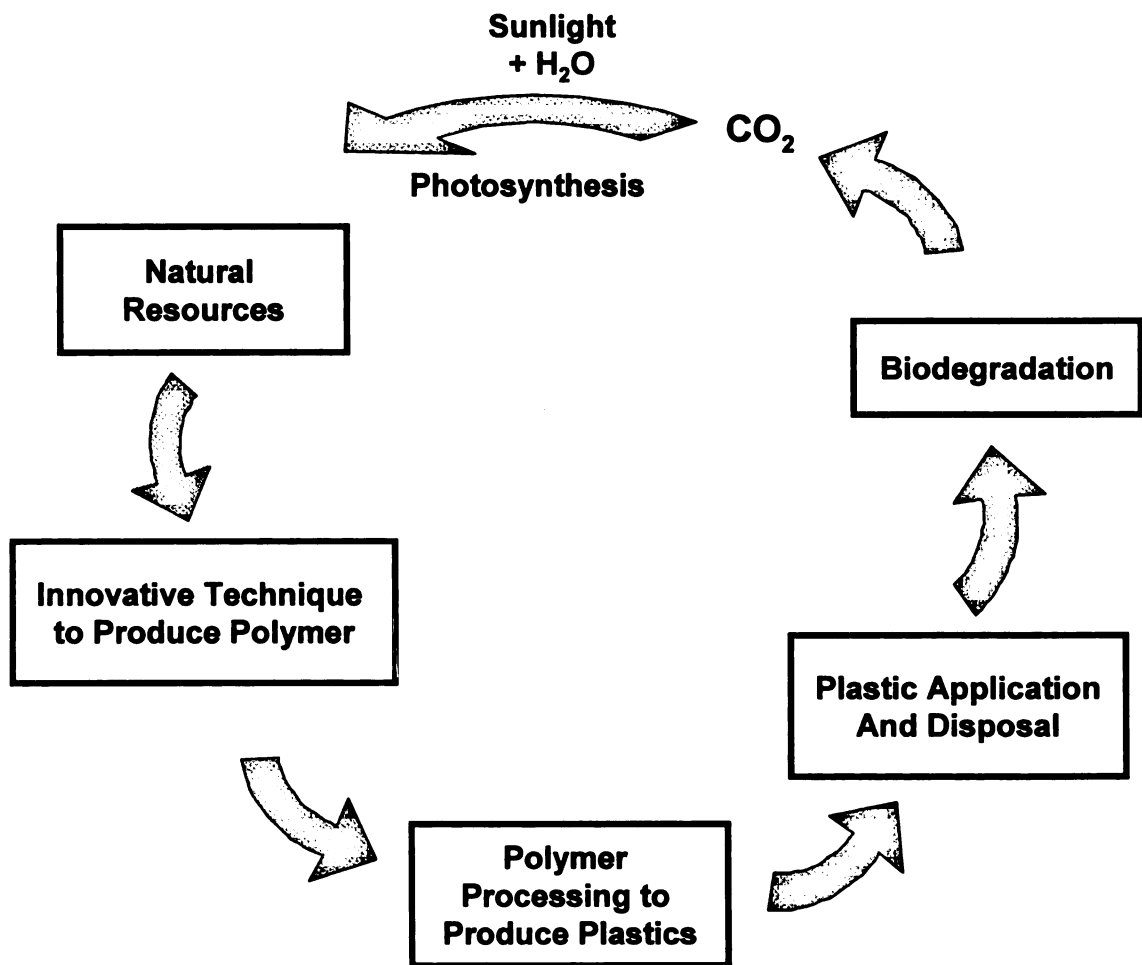 Sunlight
+ H₂O
CO₂
Photosynthesis
Natural
Resources
Biodegradation
Innovative Technique
to Produce Polymer
Plastic Application
And Disposal
Polymer
Processing to
Produce Plastics